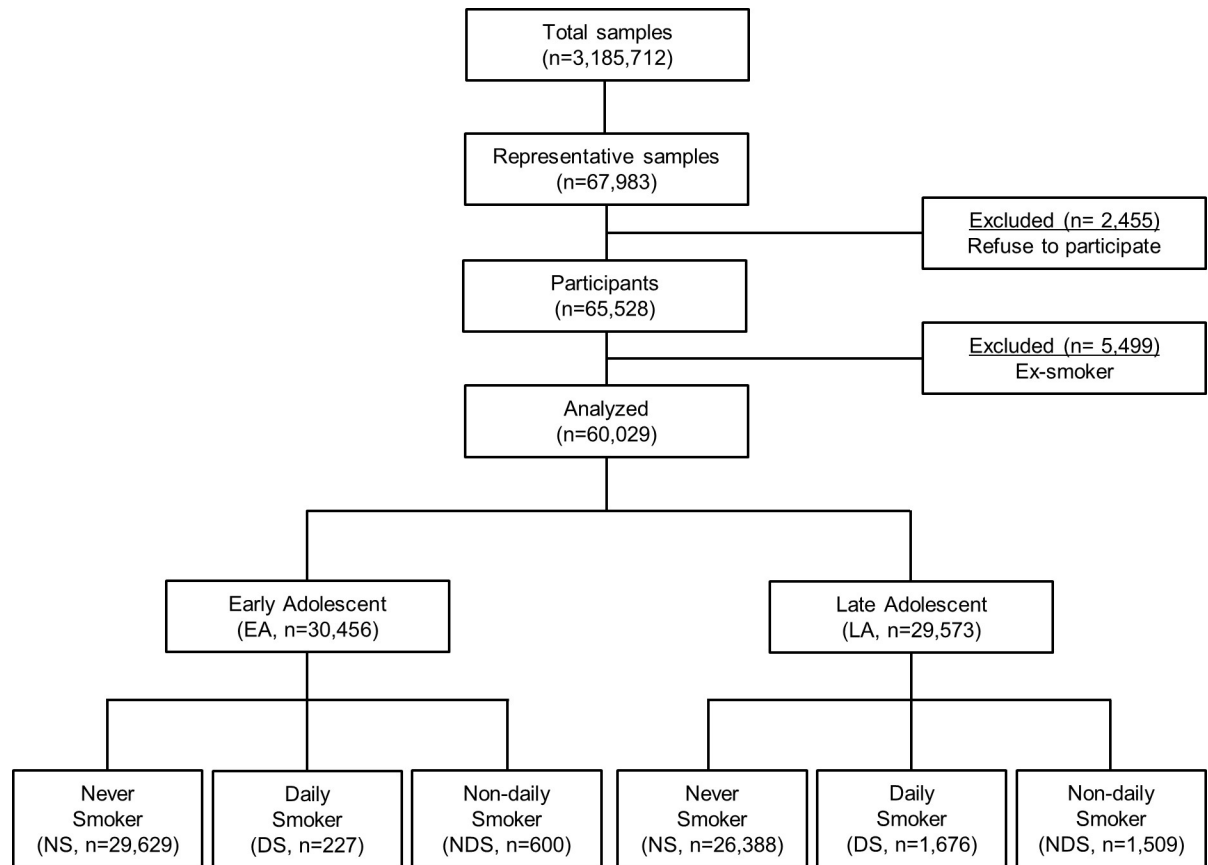 Total samples
(n=3,185,712)
Representative samples
(n=67,983)
Excluded (n= 2,455)
Refuse to participate
Participants
(n=65,528)
Excluded (n= 5,499)
Ex-smoker
Analyzed
(n=60,029)
Early Adolescent
(EA, n=30,456)
Late Adolescent
(LA, n=29,573)
Never
Smoker
(NS, n=29,629)
Daily
Smoker
(DS, n=227)
Non-daily
Smoker
(NDS, n=600)
Never
Smoker
(NS, n=26,388)
Daily
Smoker
(DS, n=1,676)
Non-daily
Smoker
(NDS, n=1,509)